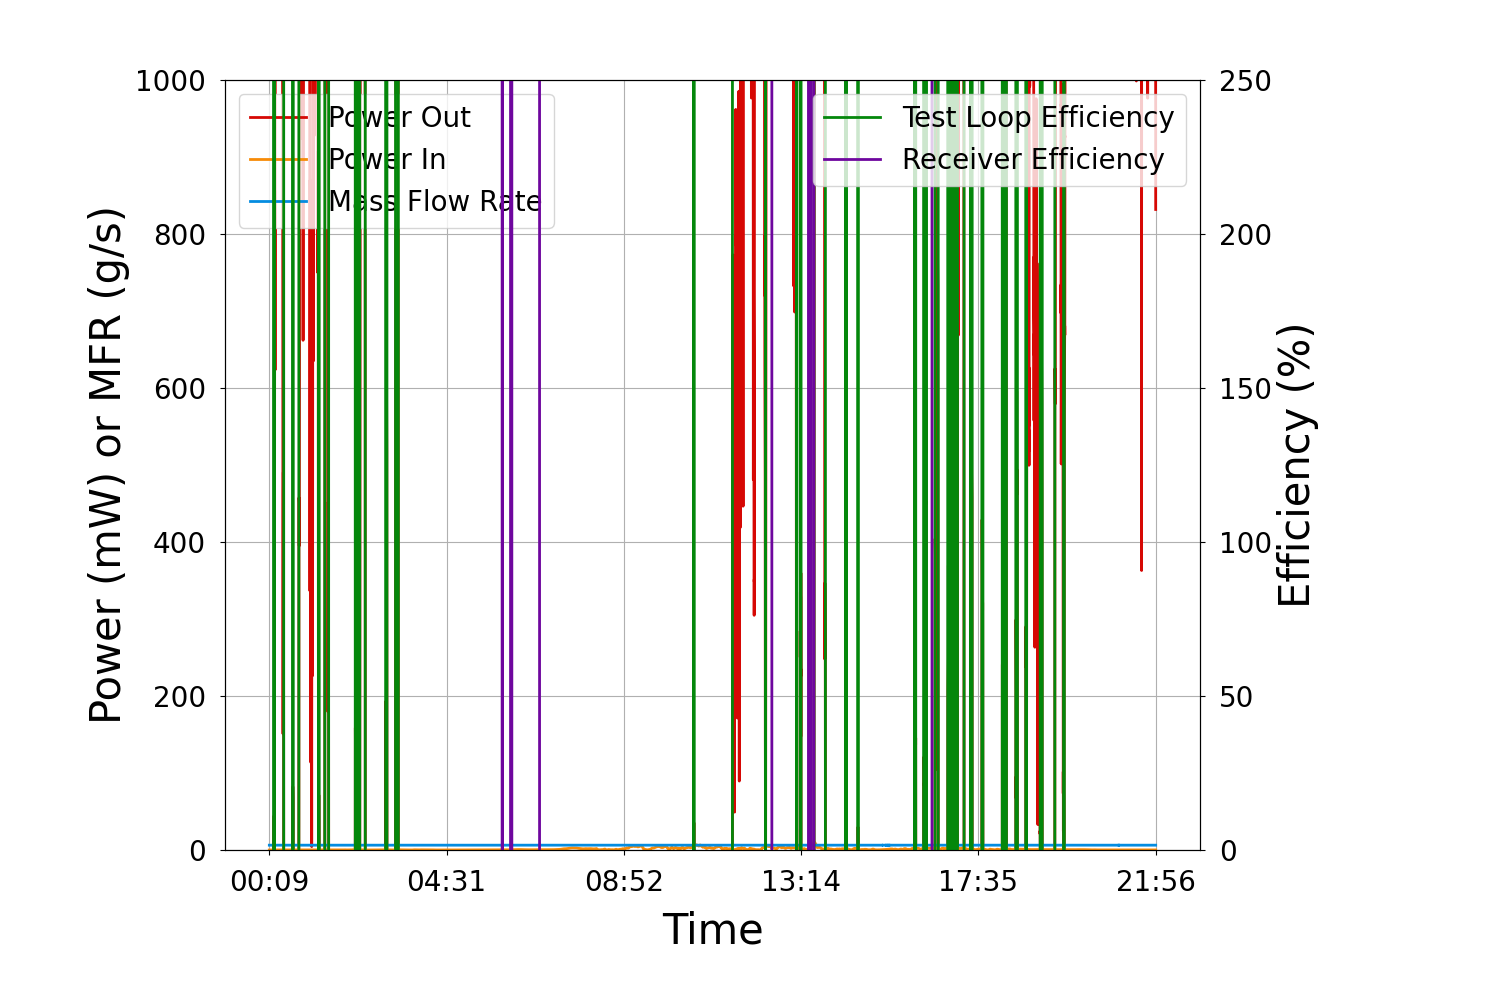 1000
800
600
400
200
0
Power (mW) or MFR (g/s)
Power Out
Power In
Mass Flow Rate
Test Loop Efficiency
Receiver Efficiency
250
200
150
100
50
0
Efficiency (%)
00:09 04:31 08:52 13:14 17:35 21:56
Time